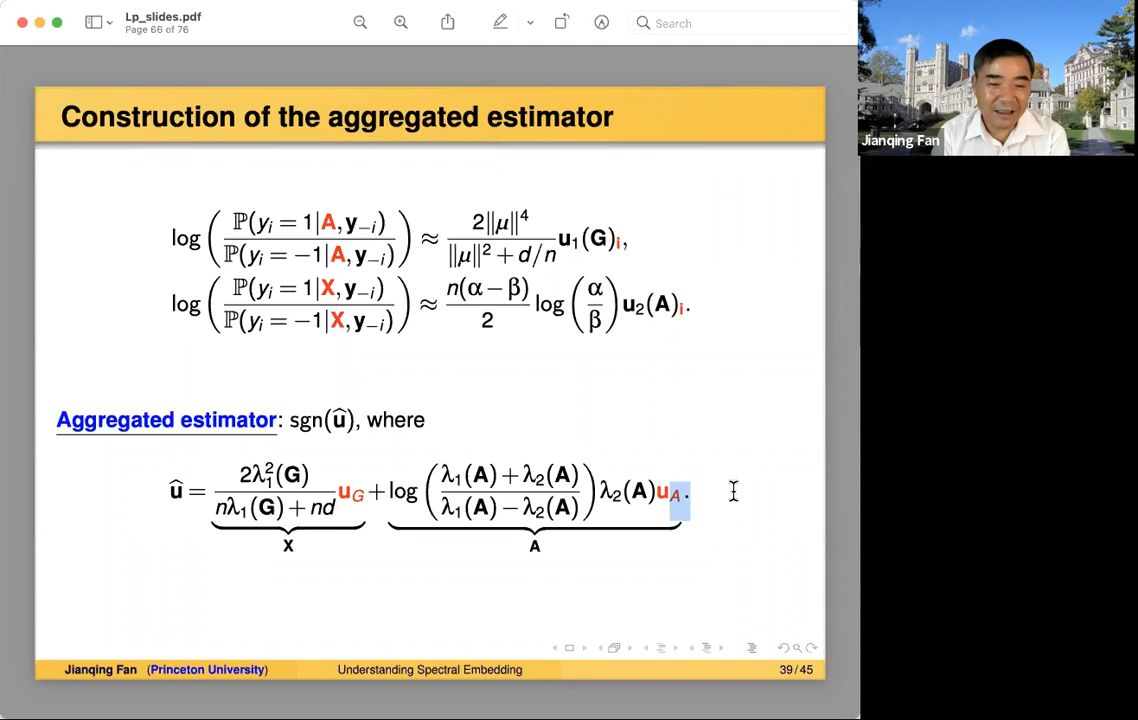 Lp_slides.pdf
Page 66 of 76
Search
Jianqing Fan
Construction of the aggregated estimator
log(ℙ(yᵢ = 1|A, y₋ᵢ) / ℙ(yᵢ = −1|A, y₋ᵢ)) ≈ 2‖μ‖⁴ / (‖μ‖² + d/n) u₁(G)ᵢ,
log(ℙ(yᵢ = 1|X, y₋ᵢ) / ℙ(yᵢ = −1|X, y₋ᵢ)) ≈ n(α − β) / 2 log(α / β) u₂(A)ᵢ.
Aggregated estimator: sgn(û), where
û = 2λ₁²(G) / (nλ₁(G) + nd) u_G + log((λ₁(A) + λ₂(A)) / (λ₁(A) − λ₂(A))) λ₂(A)u_A.
X A
Jianqing Fan (Princeton University) Understanding Spectral Embedding 39 / 45